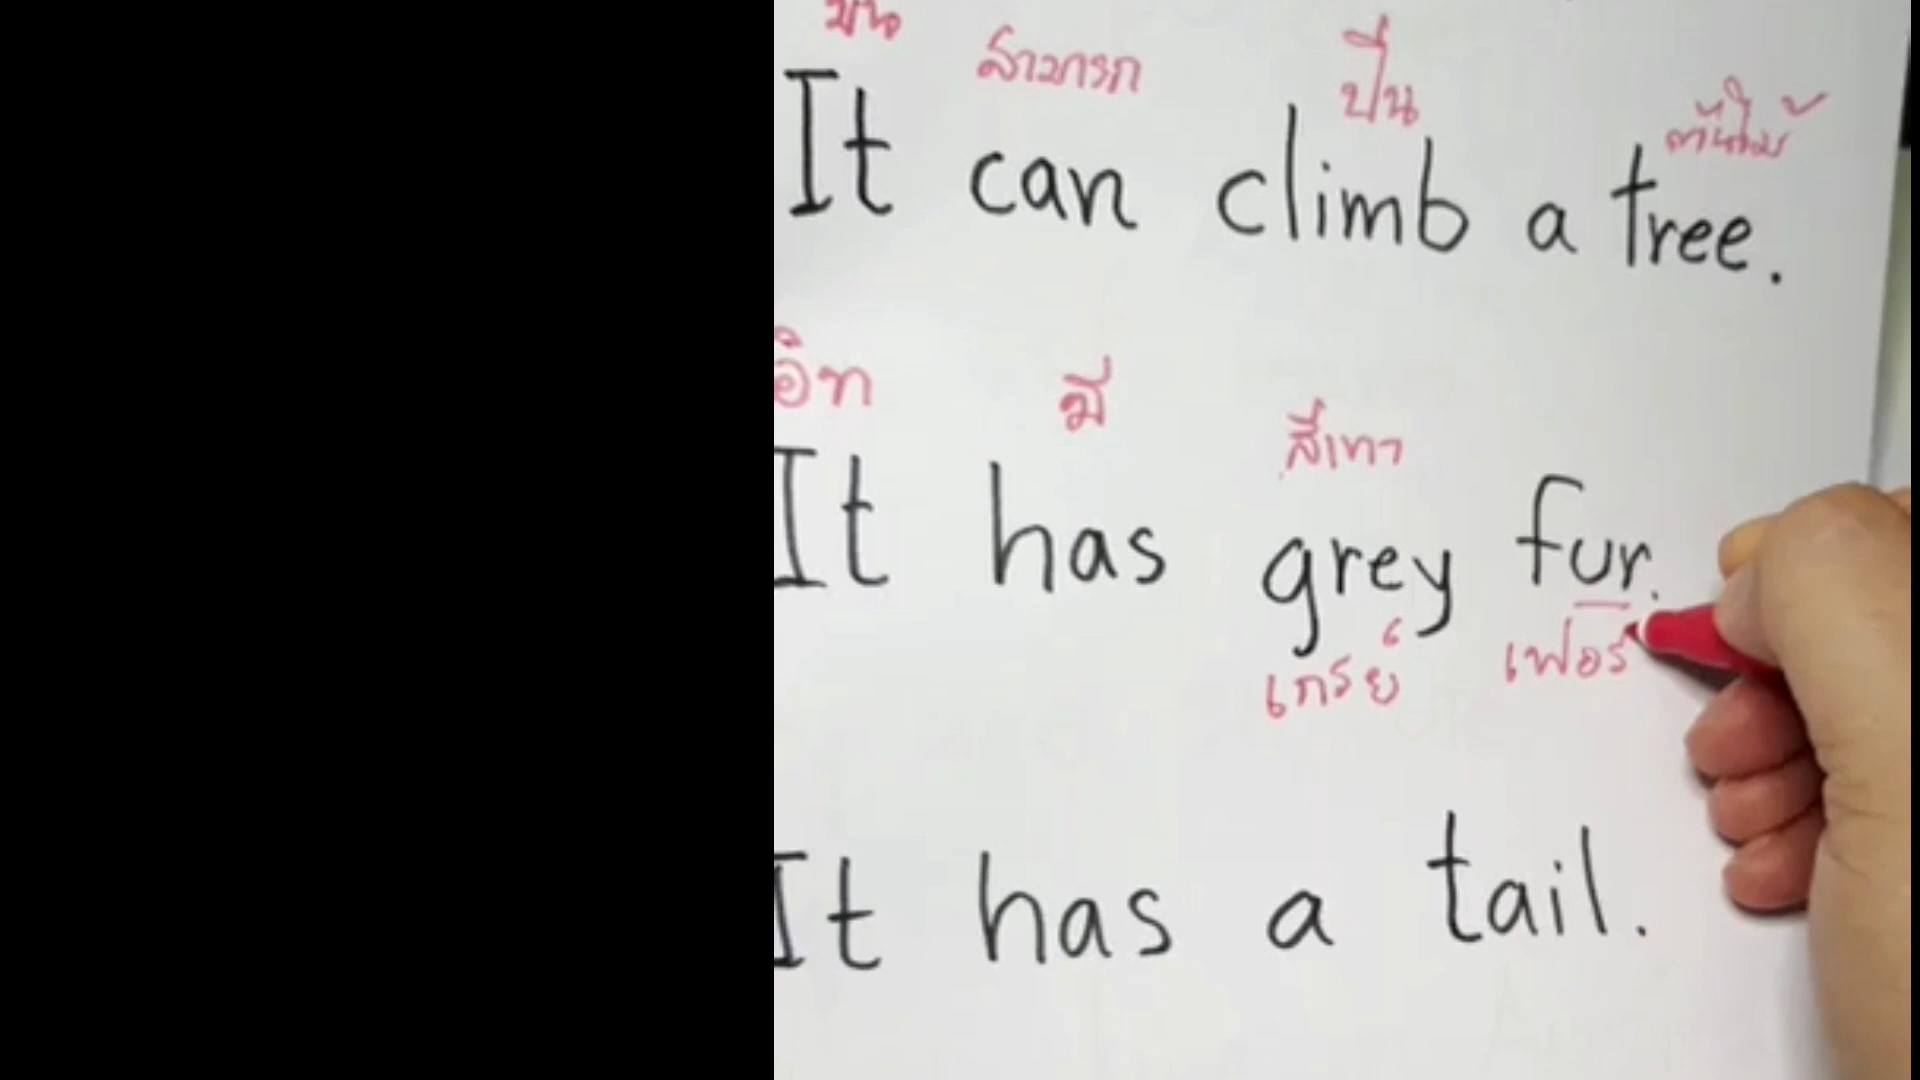 มัน สามารถ ปีน ต้นไม้
It can climb a tree.
อิท มี สีเทา
It has grey fur.
เกรย์ เฟอร์
It has a tail.